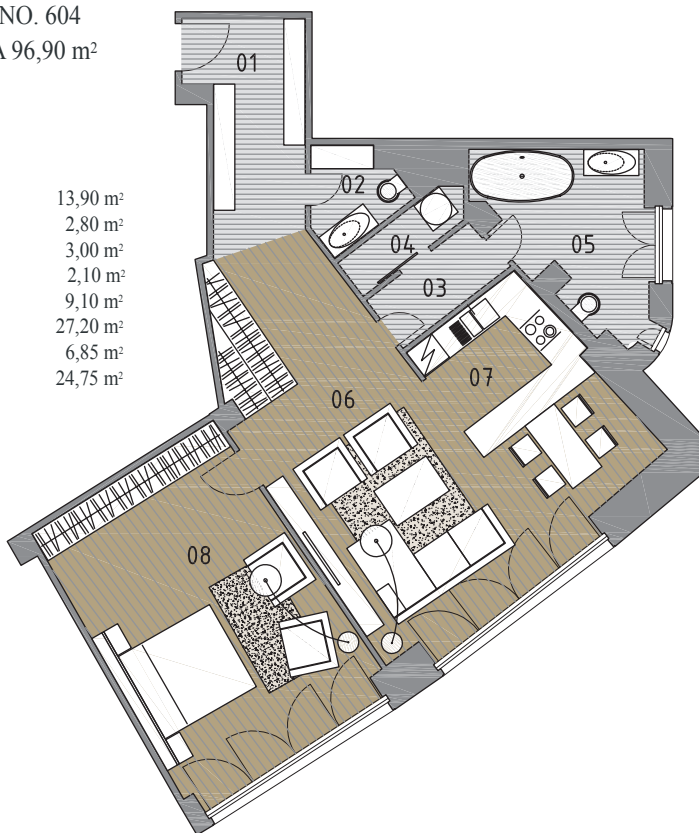 NO. 604
A 96,90 m²
13,90 m²
2,80 m²
3,00 m²
2,10 m²
9,10 m²
27,20 m²
6,85 m²
24,75 m²
01
02
04
05
03
07
06
08